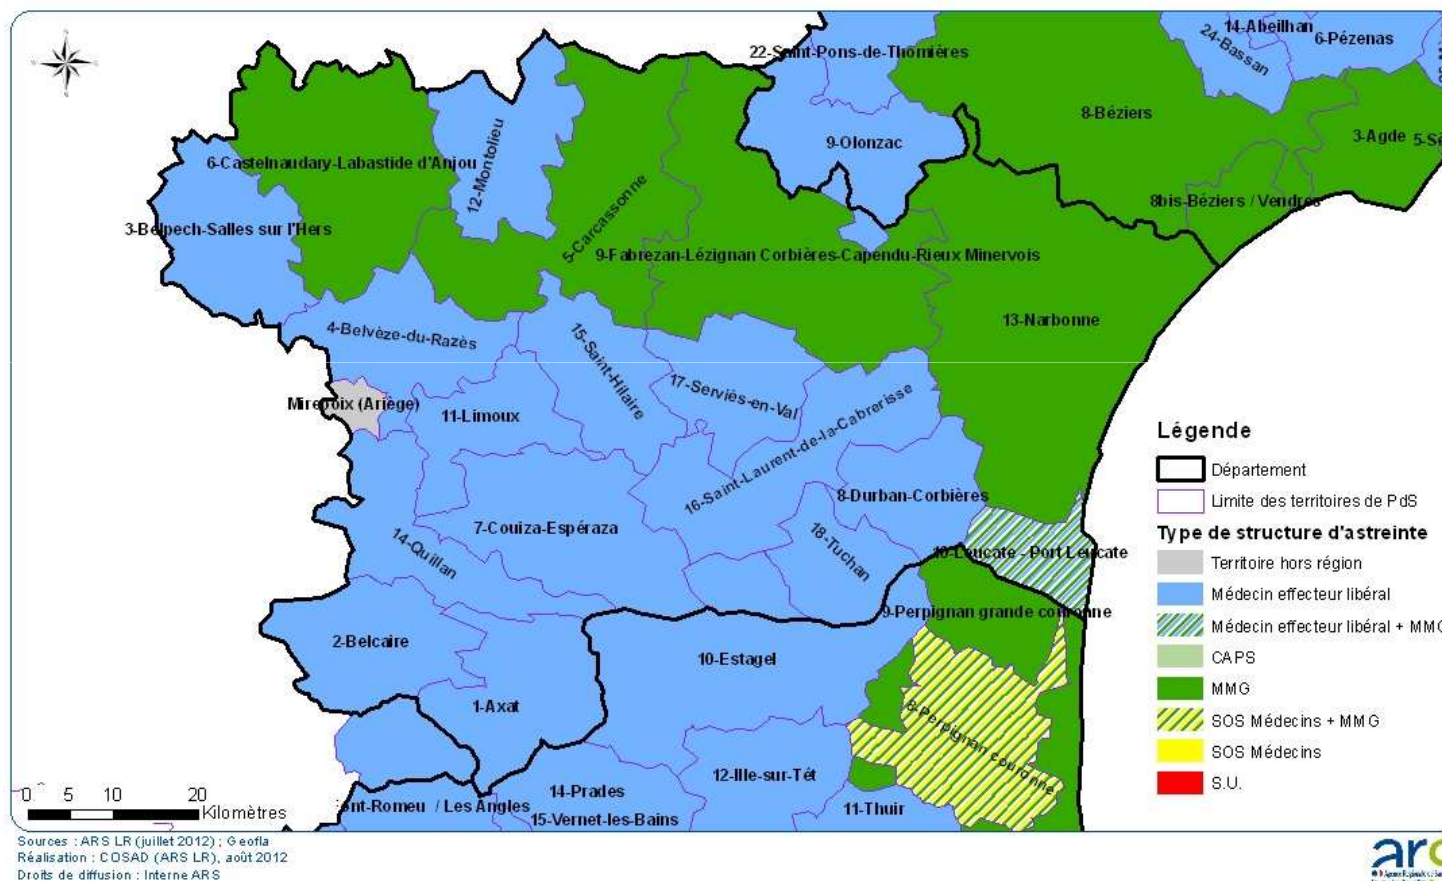 22-Saint-Pons-de-Thomières
14-Abeilhan
6-Pézenas
24-Bassan
8-Béziers
3-Agde
9-Olonzac
12-Montolieu
6-Castelnaudary-Labastide d'Anjou
5-Carcassonne
8bis-Béziers / Vendres
3-Belpech-Salles sur l'Hers
9-Fabrezan-Lézignan Corbières-Capendu-Rieux Minervois
13-Narbonne
4-Belvèze-du-Razès
15-Saint-Hilaire
17-Serviès-en-Val
Mirepoix (Ariège)
11-Limoux
16-Saint-Laurent-de-la-Cabrerisse
8-Durban-Corbières
7-Couiza-Espéraza
14-Quillan
18-Tuchan
10-Leucate - Port Leucate
9-Perpignan grande couronne
2-Belcaire
10-Estagel
1-Axat
8-Perpignan couronne
12-Ille-sur-Têt
14-Prades
11-Thuir
ont-Romeu / Les Angles
15-Vernet-les-Bains
Légende
Département
Limite des territoires de PdS
Type de structure d'astreinte
Territoire hors région
Médecin effecteur libéral
Médecin effecteur libéral + MMG
CAPS
MMG
SOS Médecins + MMG
SOS Médecins
S.U.
0 5 10 20
Kilomètres
Sources : ARS LR (juillet 2012) ; Geofla
Réalisation : COSAD (ARS LR), août 2012
Droits de diffusion : Interne ARS